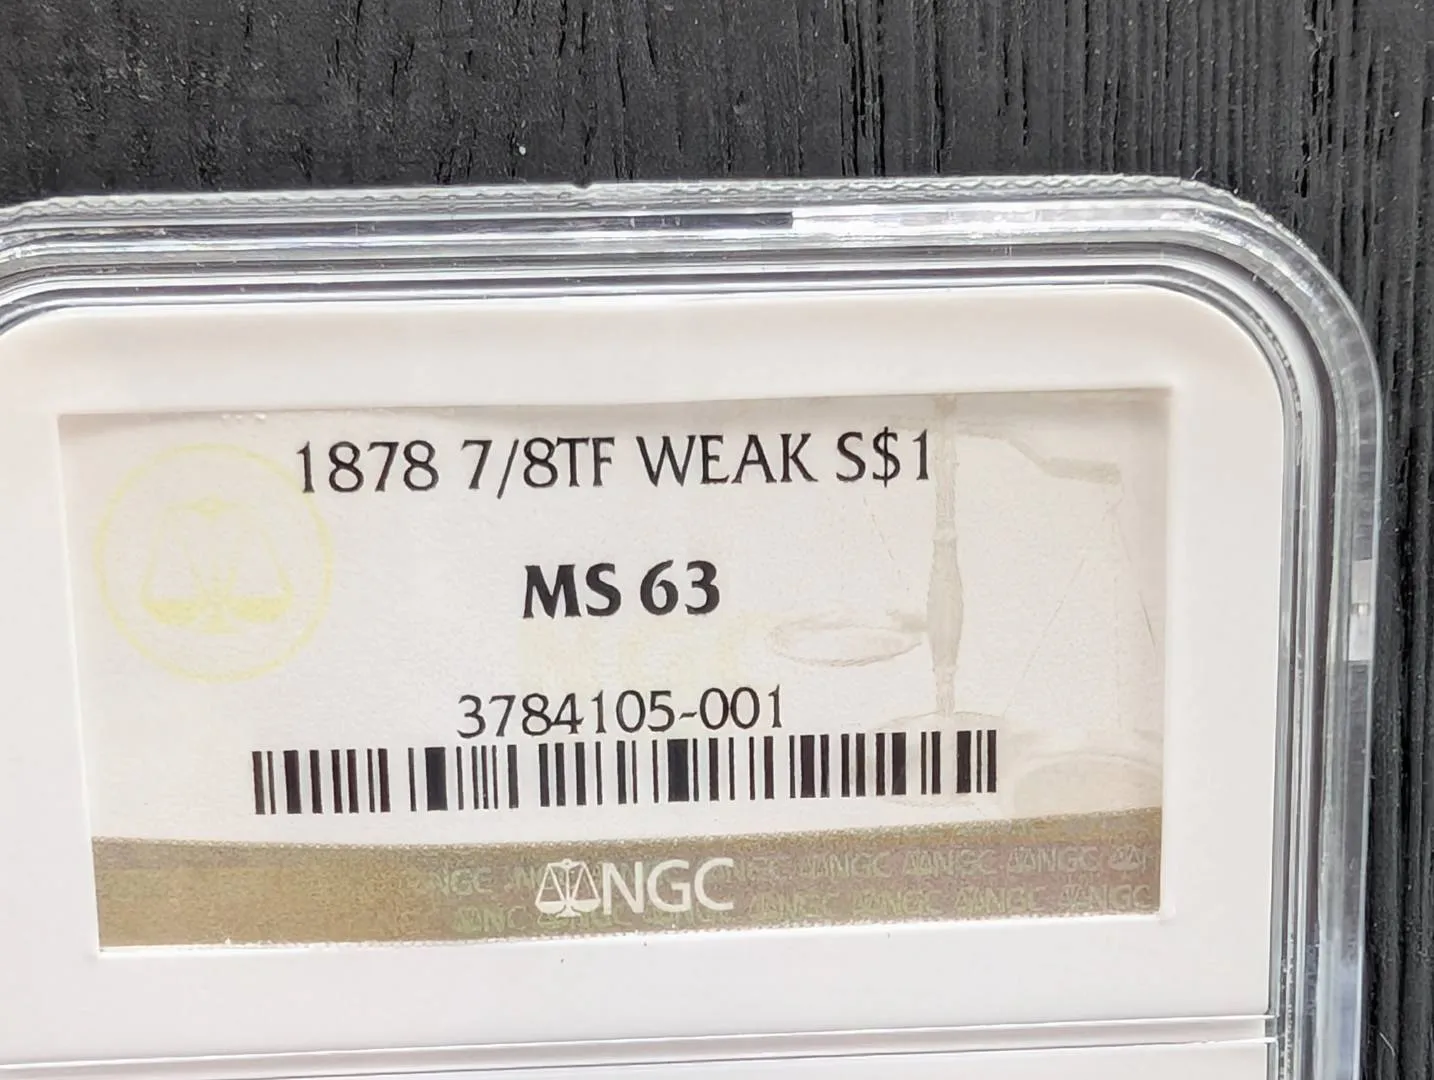 1878 7/8TF WEAK S$1
MS 63
3784105-001
NGC